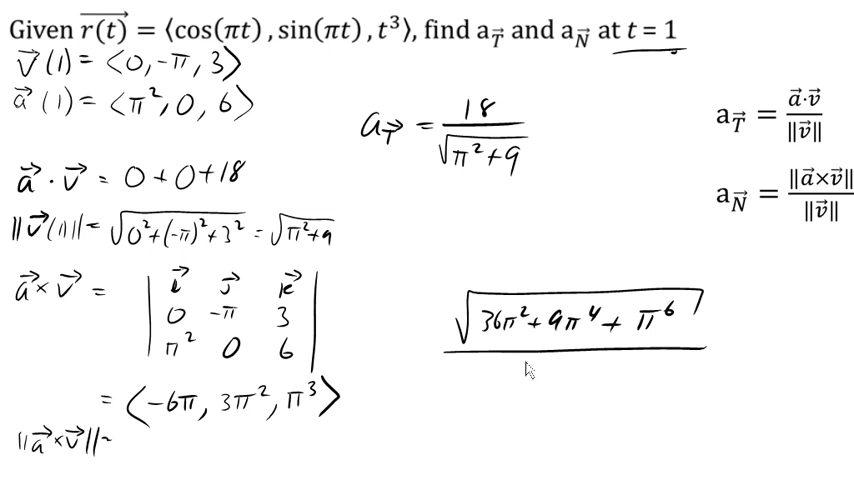 Given r(t)⃗ = ⟨cos(πt), sin(πt), t³⟩, find a_T⃗ and a_N⃗ at t = 1
v⃗(1) = <0, -π, 3>
a⃗(1) = <π², 0, 6>
a_T⃗ = 18/√(π²+9)
a_T⃗ = a⃗·v⃗/‖v⃗‖
a⃗ · v⃗ = 0+0+18
a_N⃗ = ‖a⃗×v⃗‖/‖v⃗‖
||v⃗(1)|| = √(0²+(-π)²+3²) = √(π²+9)
a⃗ × v⃗ = | i⃗ j⃗ k⃗ |
| 0 -π 3 |
| π² 0 6 |
√(36π²+9π⁴+π⁶)
= <-6π, 3π², π³>
||a⃗ × v⃗|| =